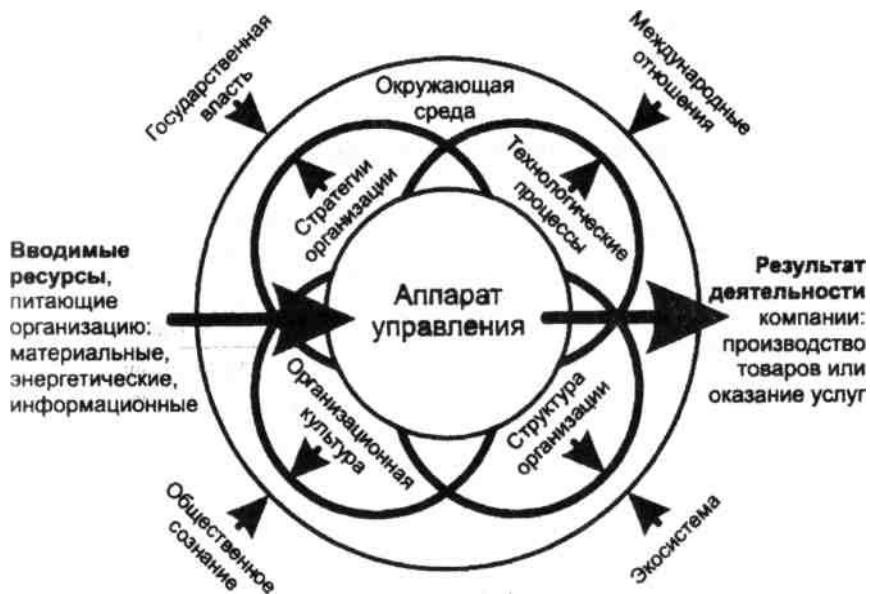 Государственная
власть
Международные
отношения
Окружающая
среда
Стратегии
организации
Технологические
процессы
Вводимые
ресурсы,
питающие
организацию:
материальные,
энергетические,
информационные
Аппарат
управления
Результат
деятельности
компании:
производство
товаров или
оказание услуг
Организационная
культура
Структура
организации
Общественное
сознание
Экосистема